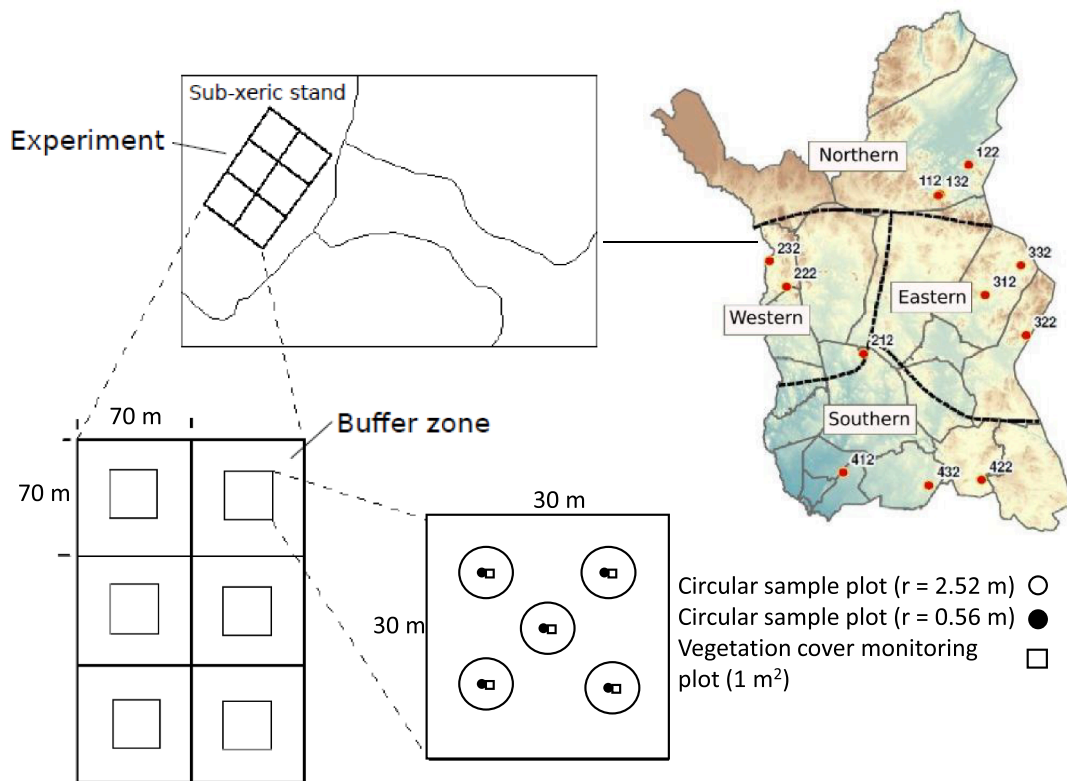 Sub-xeric stand
Experiment
Northern
122
112 132
232
222
332
312
Eastern
Western
322
212
Southern
412
432
422
70 m
Buffer zone
70 m
30 m
30 m
Circular sample plot (r = 2.52 m)
Circular sample plot (r = 0.56 m)
Vegetation cover monitoring
plot (1 m²)